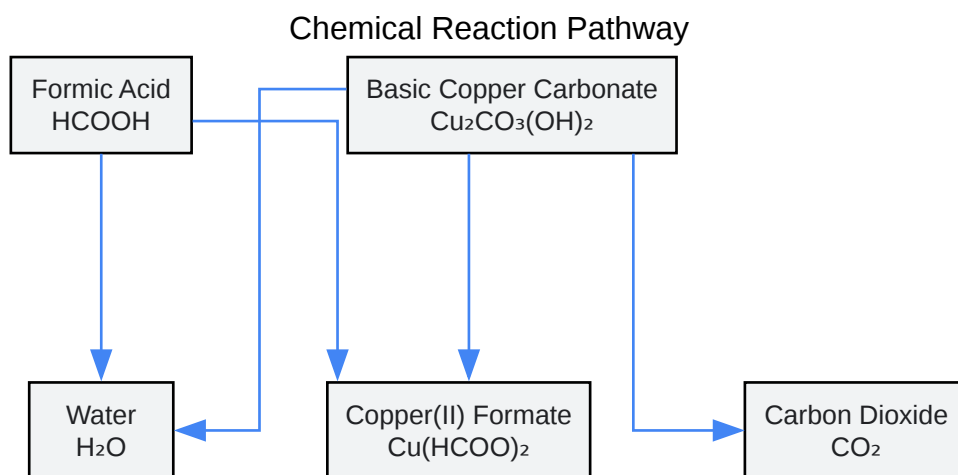 Chemical Reaction Pathway
Formic Acid
HCOOH
Basic Copper Carbonate
Cu₂CO₃(OH)₂
Water
H₂O
Copper(II) Formate
Cu(HCOO)₂
Carbon Dioxide
CO₂